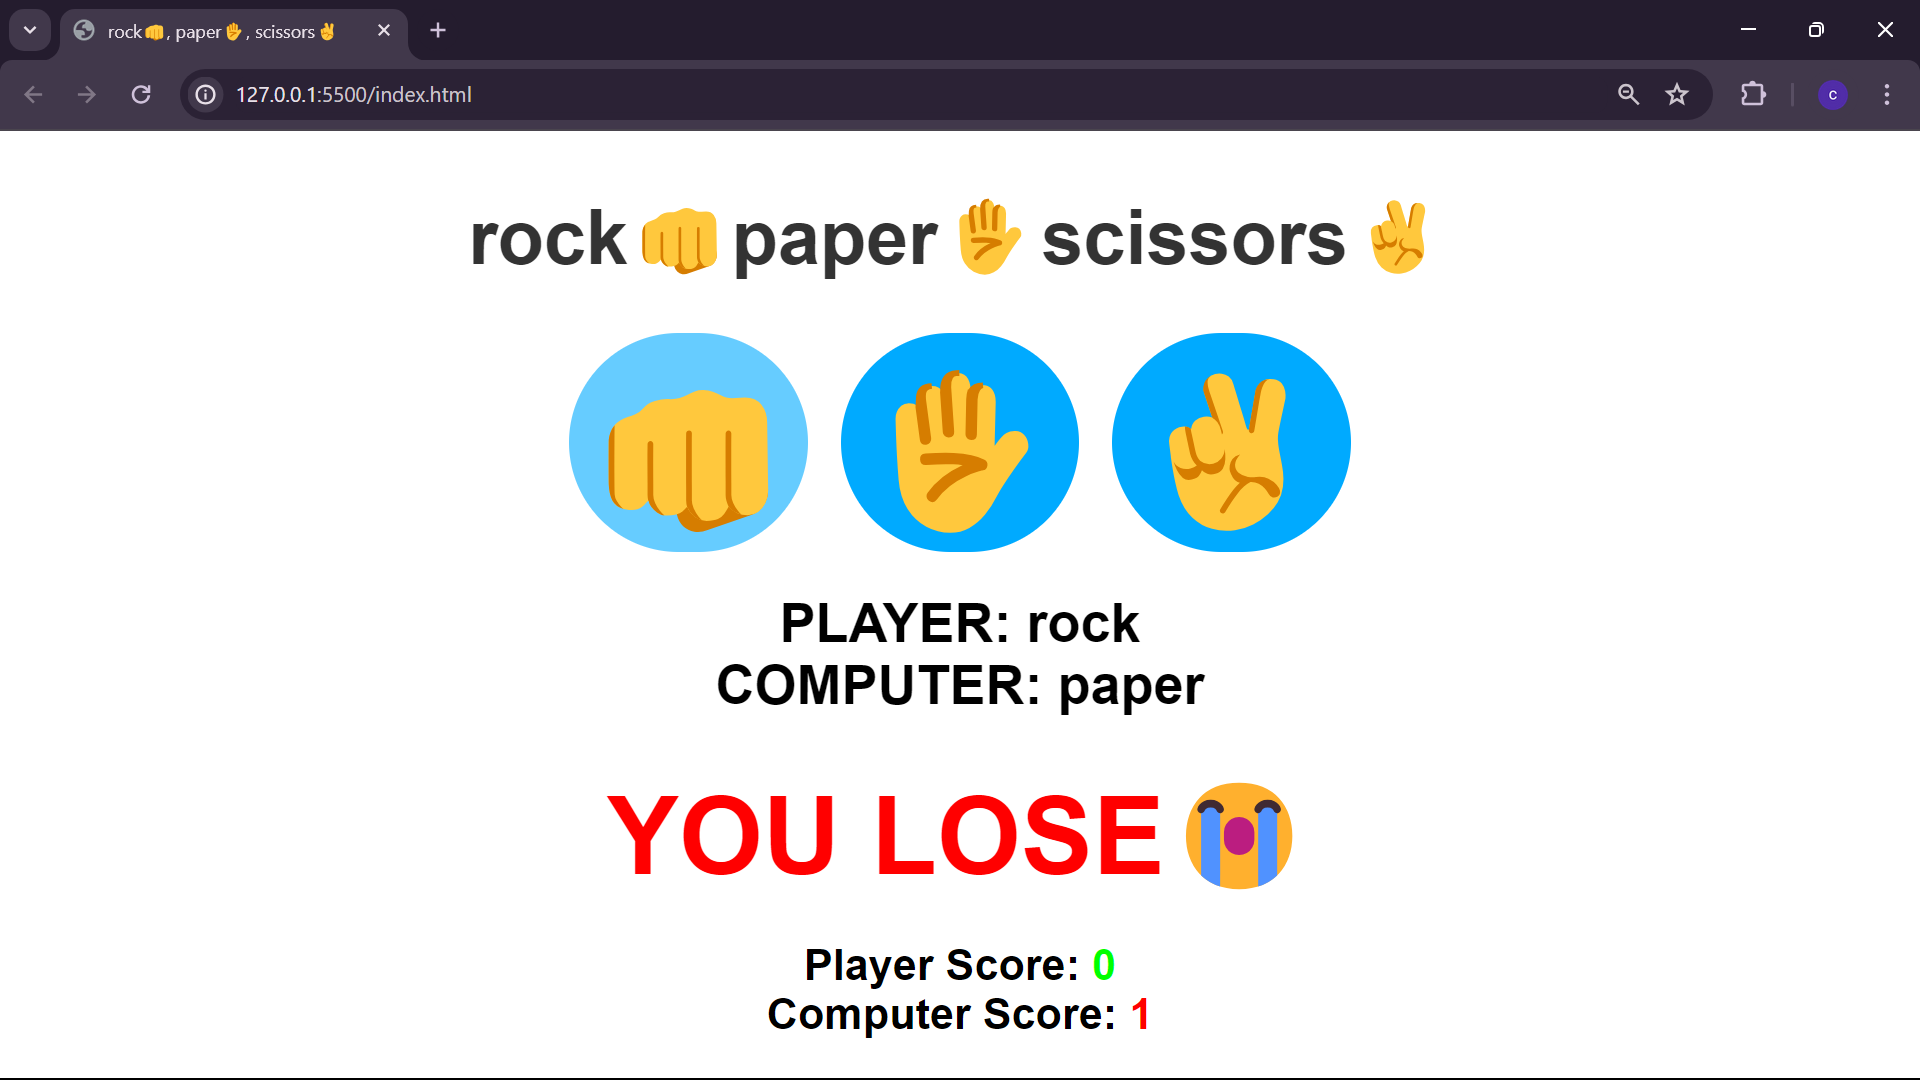 rock👊, paper🖐, scissors✌
127.0.0.1:5500/index.html
c
rock👊paper🖐scissors✌
PLAYER: rock
COMPUTER: paper
YOU LOSE😭
Player Score: 0
Computer Score: 1